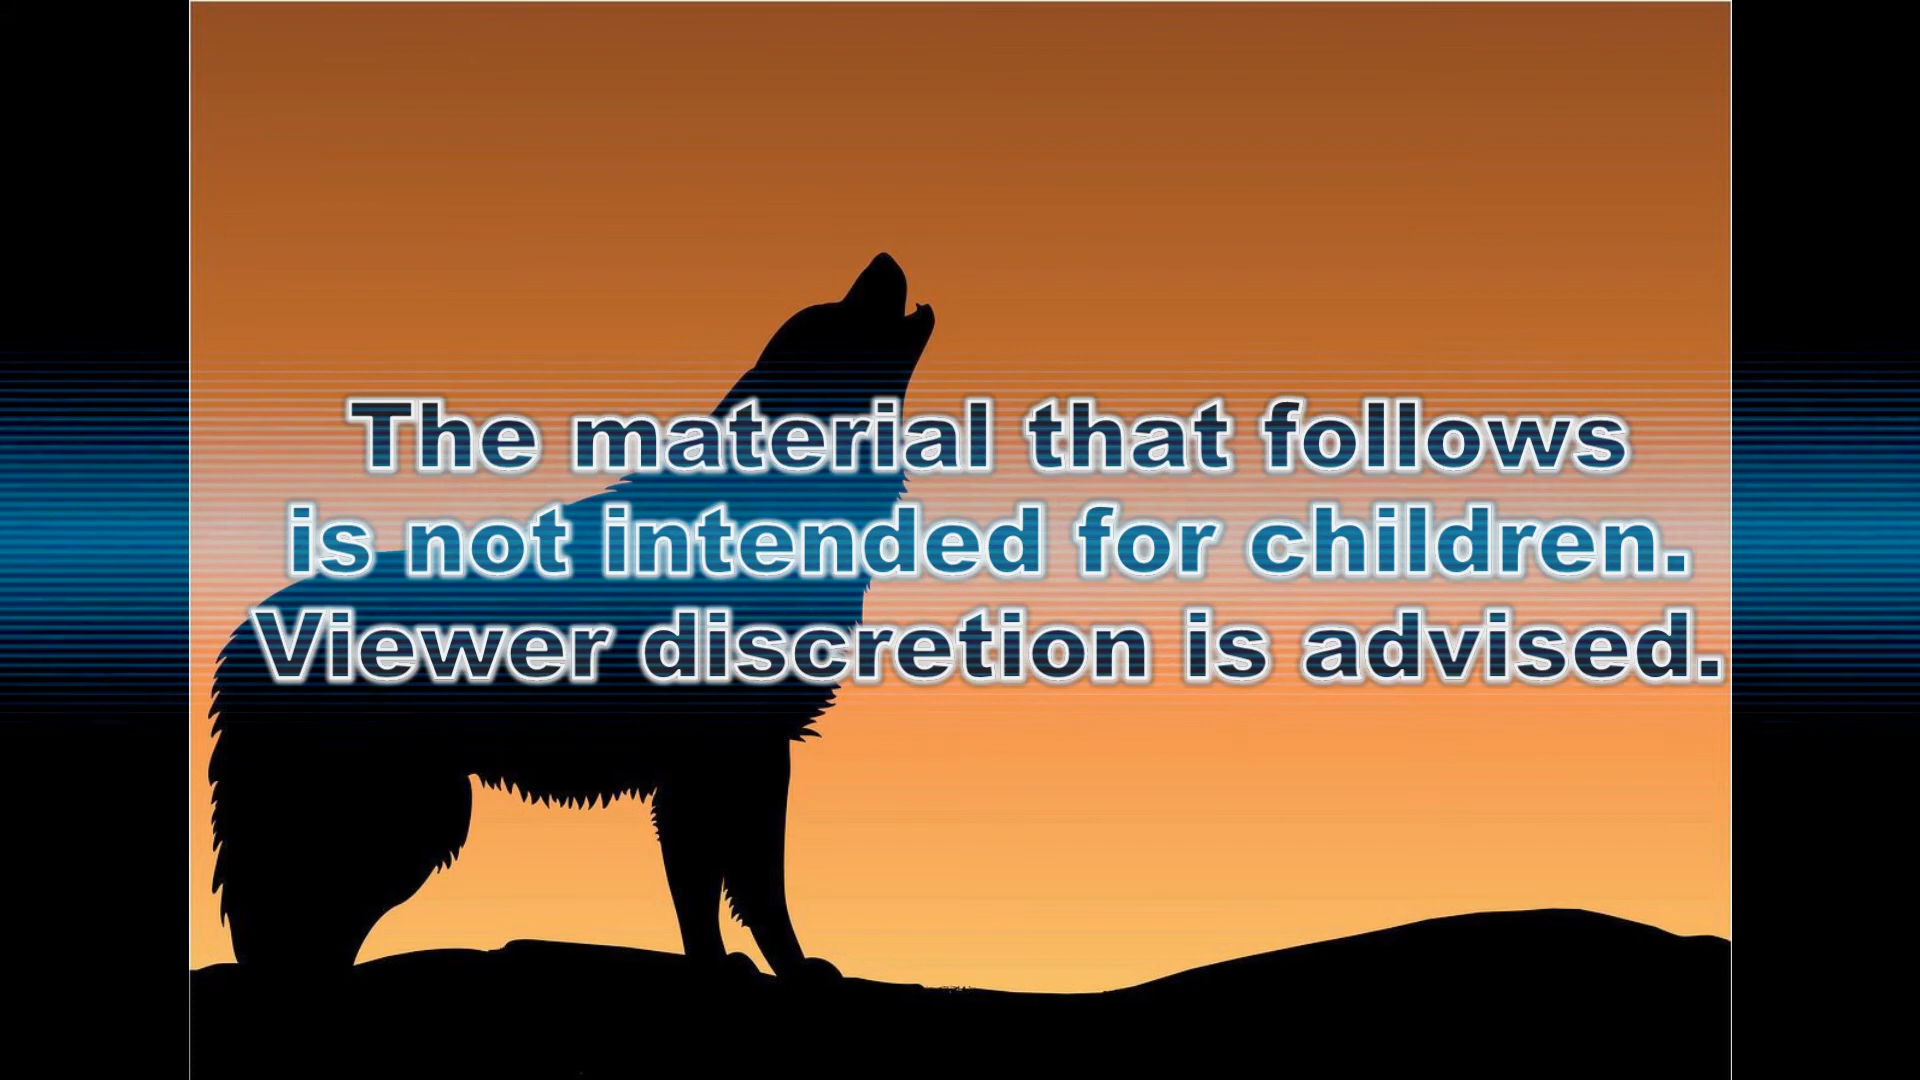 The material that follows
is not intended for children.
Viewer discretion is advised.